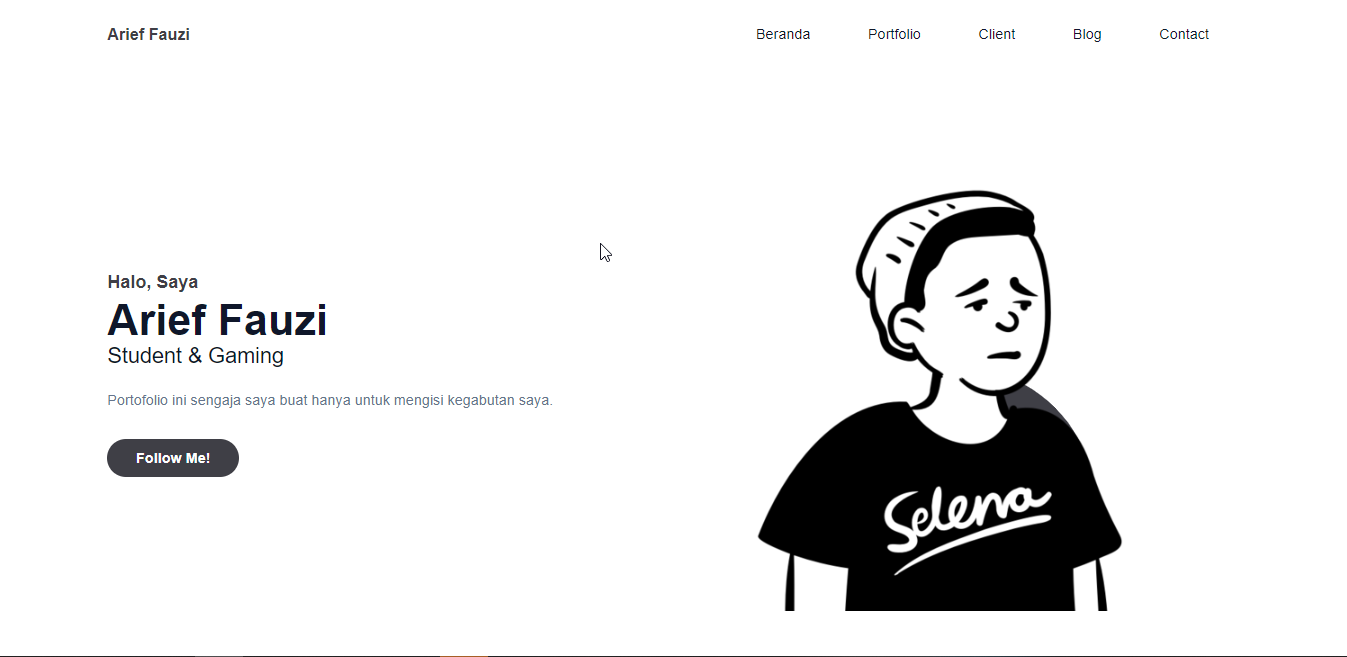 Arief Fauzi
Beranda Portfolio Client Blog Contact
Halo, Saya
Arief Fauzi
Student & Gaming
Portofolio ini sengaja saya buat hanya untuk mengisi kegabutan saya.
Follow Me!
Selena